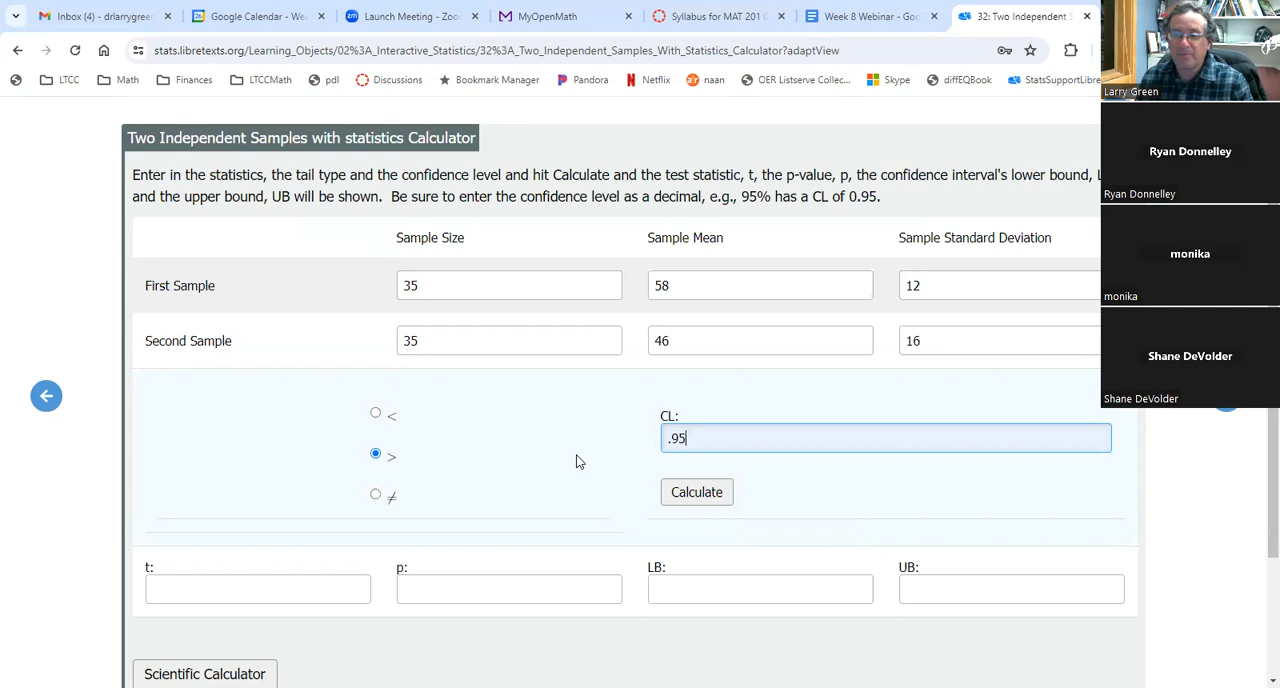 Inbox (4) - drlarrygree
Google Calendar - We
Launch Meeting - Zoo
MyOpenMath
Syllabus for MAT 201
Week 8 Webinar - Goo
32: Two Independent S
stats.libretexts.org/Learning_Objects/02%3A_Interactive_Statistics/32%3A_Two_Independent_Samples_With_Statistics_Calculator?adaptView
LTCC
Math
Finances
LTCCMath
pdl
Discussions
Bookmark Manager
Pandora
Netflix
naan
OER Listserve Collec...
Skype
diffEQBook
StatsSupportLibre
Larry Green
Two Independent Samples with statistics Calculator
Enter in the statistics, the tail type and the confidence level and hit Calculate and the test statistic, t, the p-value, p, the confidence interval's lower bound, L
and the upper bound, UB will be shown. Be sure to enter the confidence level as a decimal, e.g., 95% has a CL of 0.95.
Sample Size Sample Mean Sample Standard Deviation
First Sample 35 58 12
Second Sample 35 46 16
<
>
≠
CL:
.95
Calculate
t: p: LB: UB:
Scientific Calculator
Ryan Donnelley
Ryan Donnelley
monika
monika
Shane DeVolder
Shane DeVolder